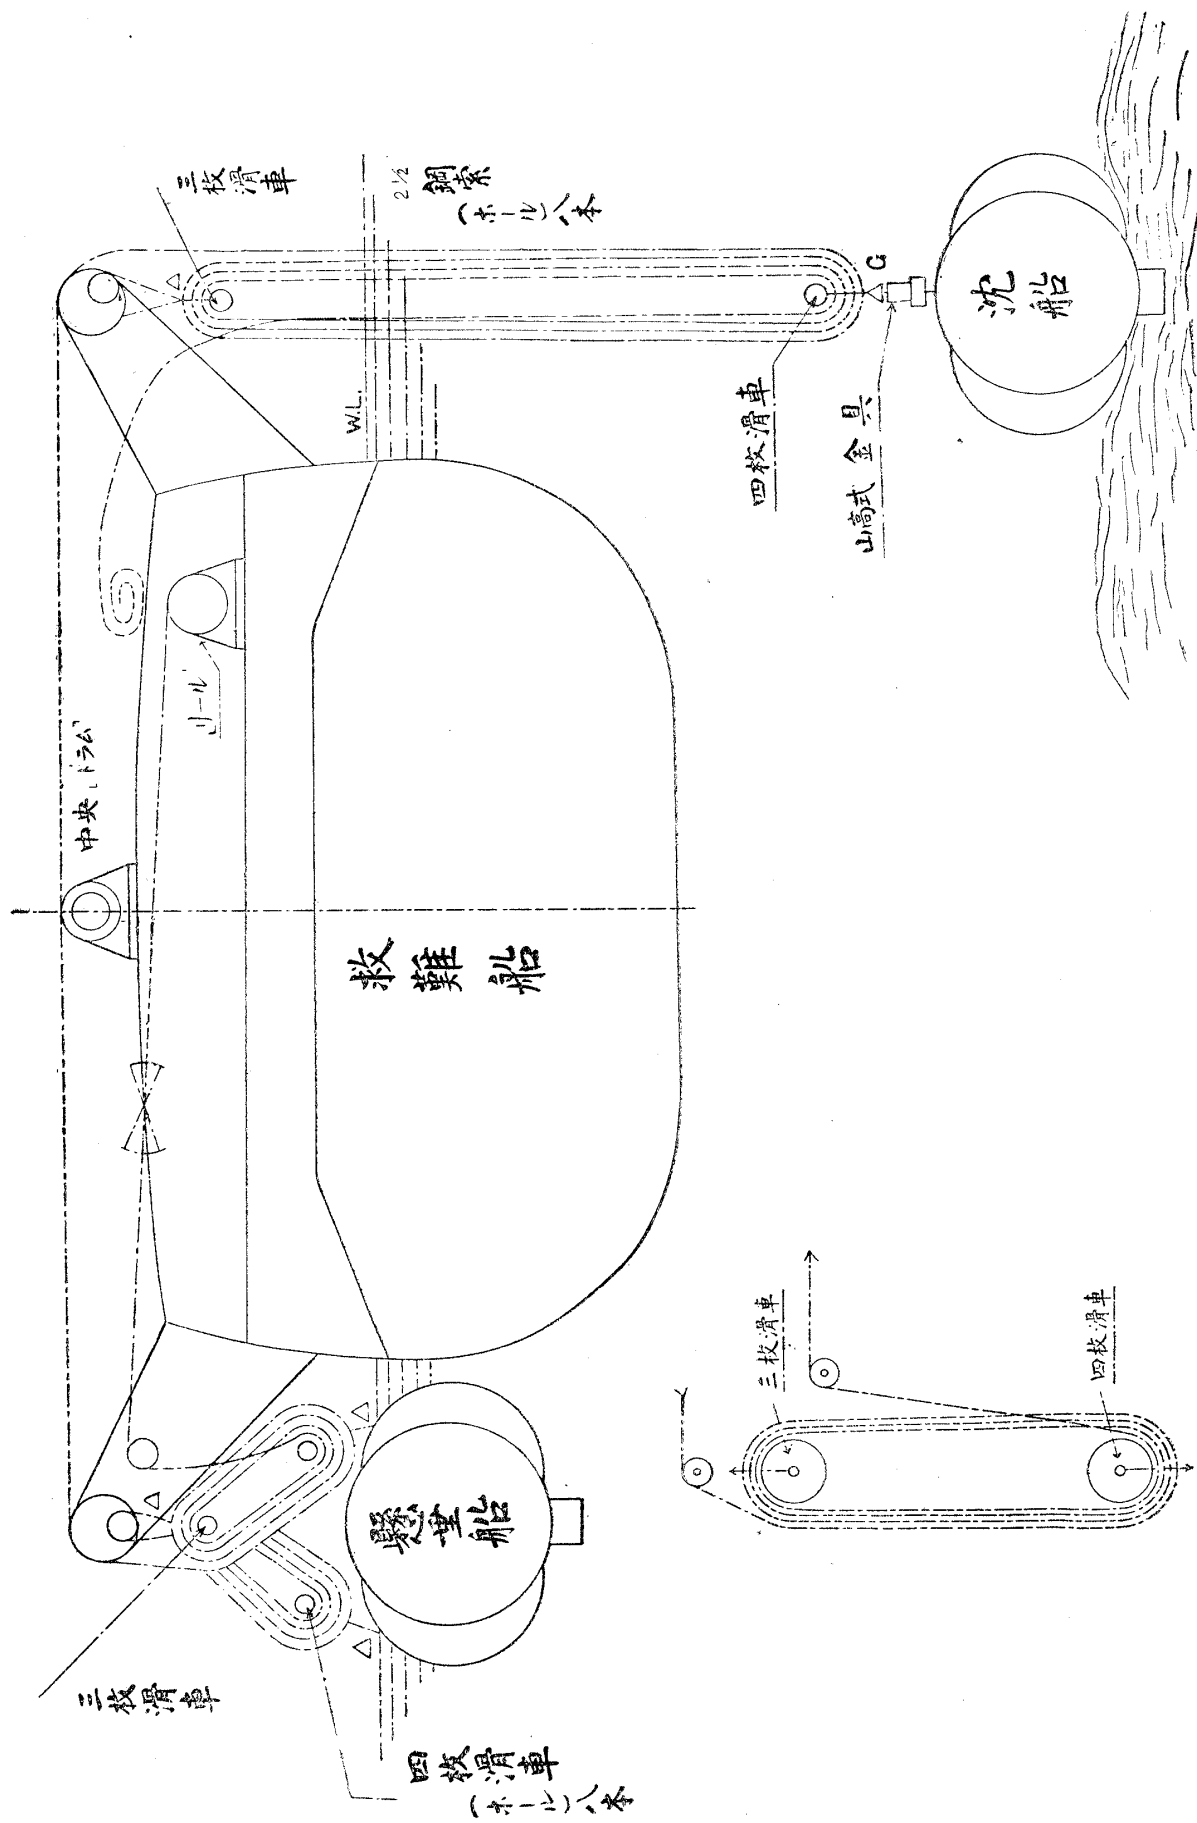 三枚滑車
2½ 鋼索
(ホール)八本
W.L.
G
沈船
四枚滑車
山高式金具
「リール」
中央「ドラム」
救難船
三枚滑車
四枚滑車
懸垂船
三枚滑車
四枚滑車
(ホール)八本